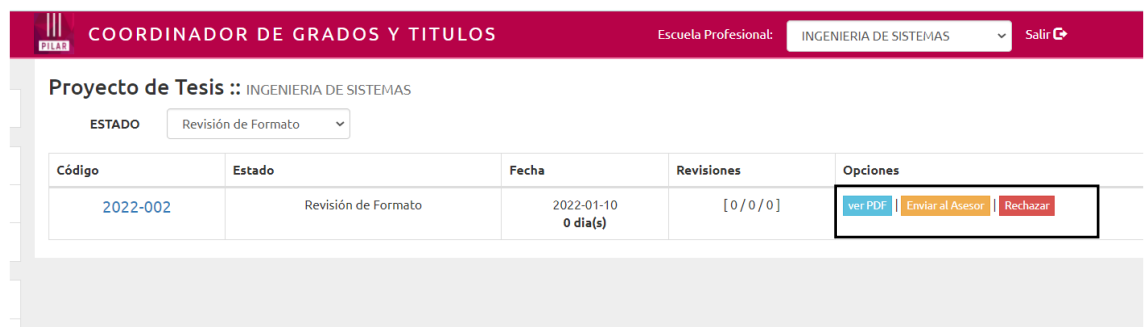 PILAR
COORDINADOR DE GRADOS Y TITULOS
Escuela Profesional:
INGENIERIA DE SISTEMAS
Salir
Proyecto de Tesis :: INGENIERIA DE SISTEMAS
ESTADO
Revisión de Formato
Código
Estado
Fecha
Revisiones
Opciones
2022-002
Revisión de Formato
2022-01-10
0 dia(s)
[ 0 / 0 / 0 ]
ver PDF | Enviar al Asesor | Rechazar